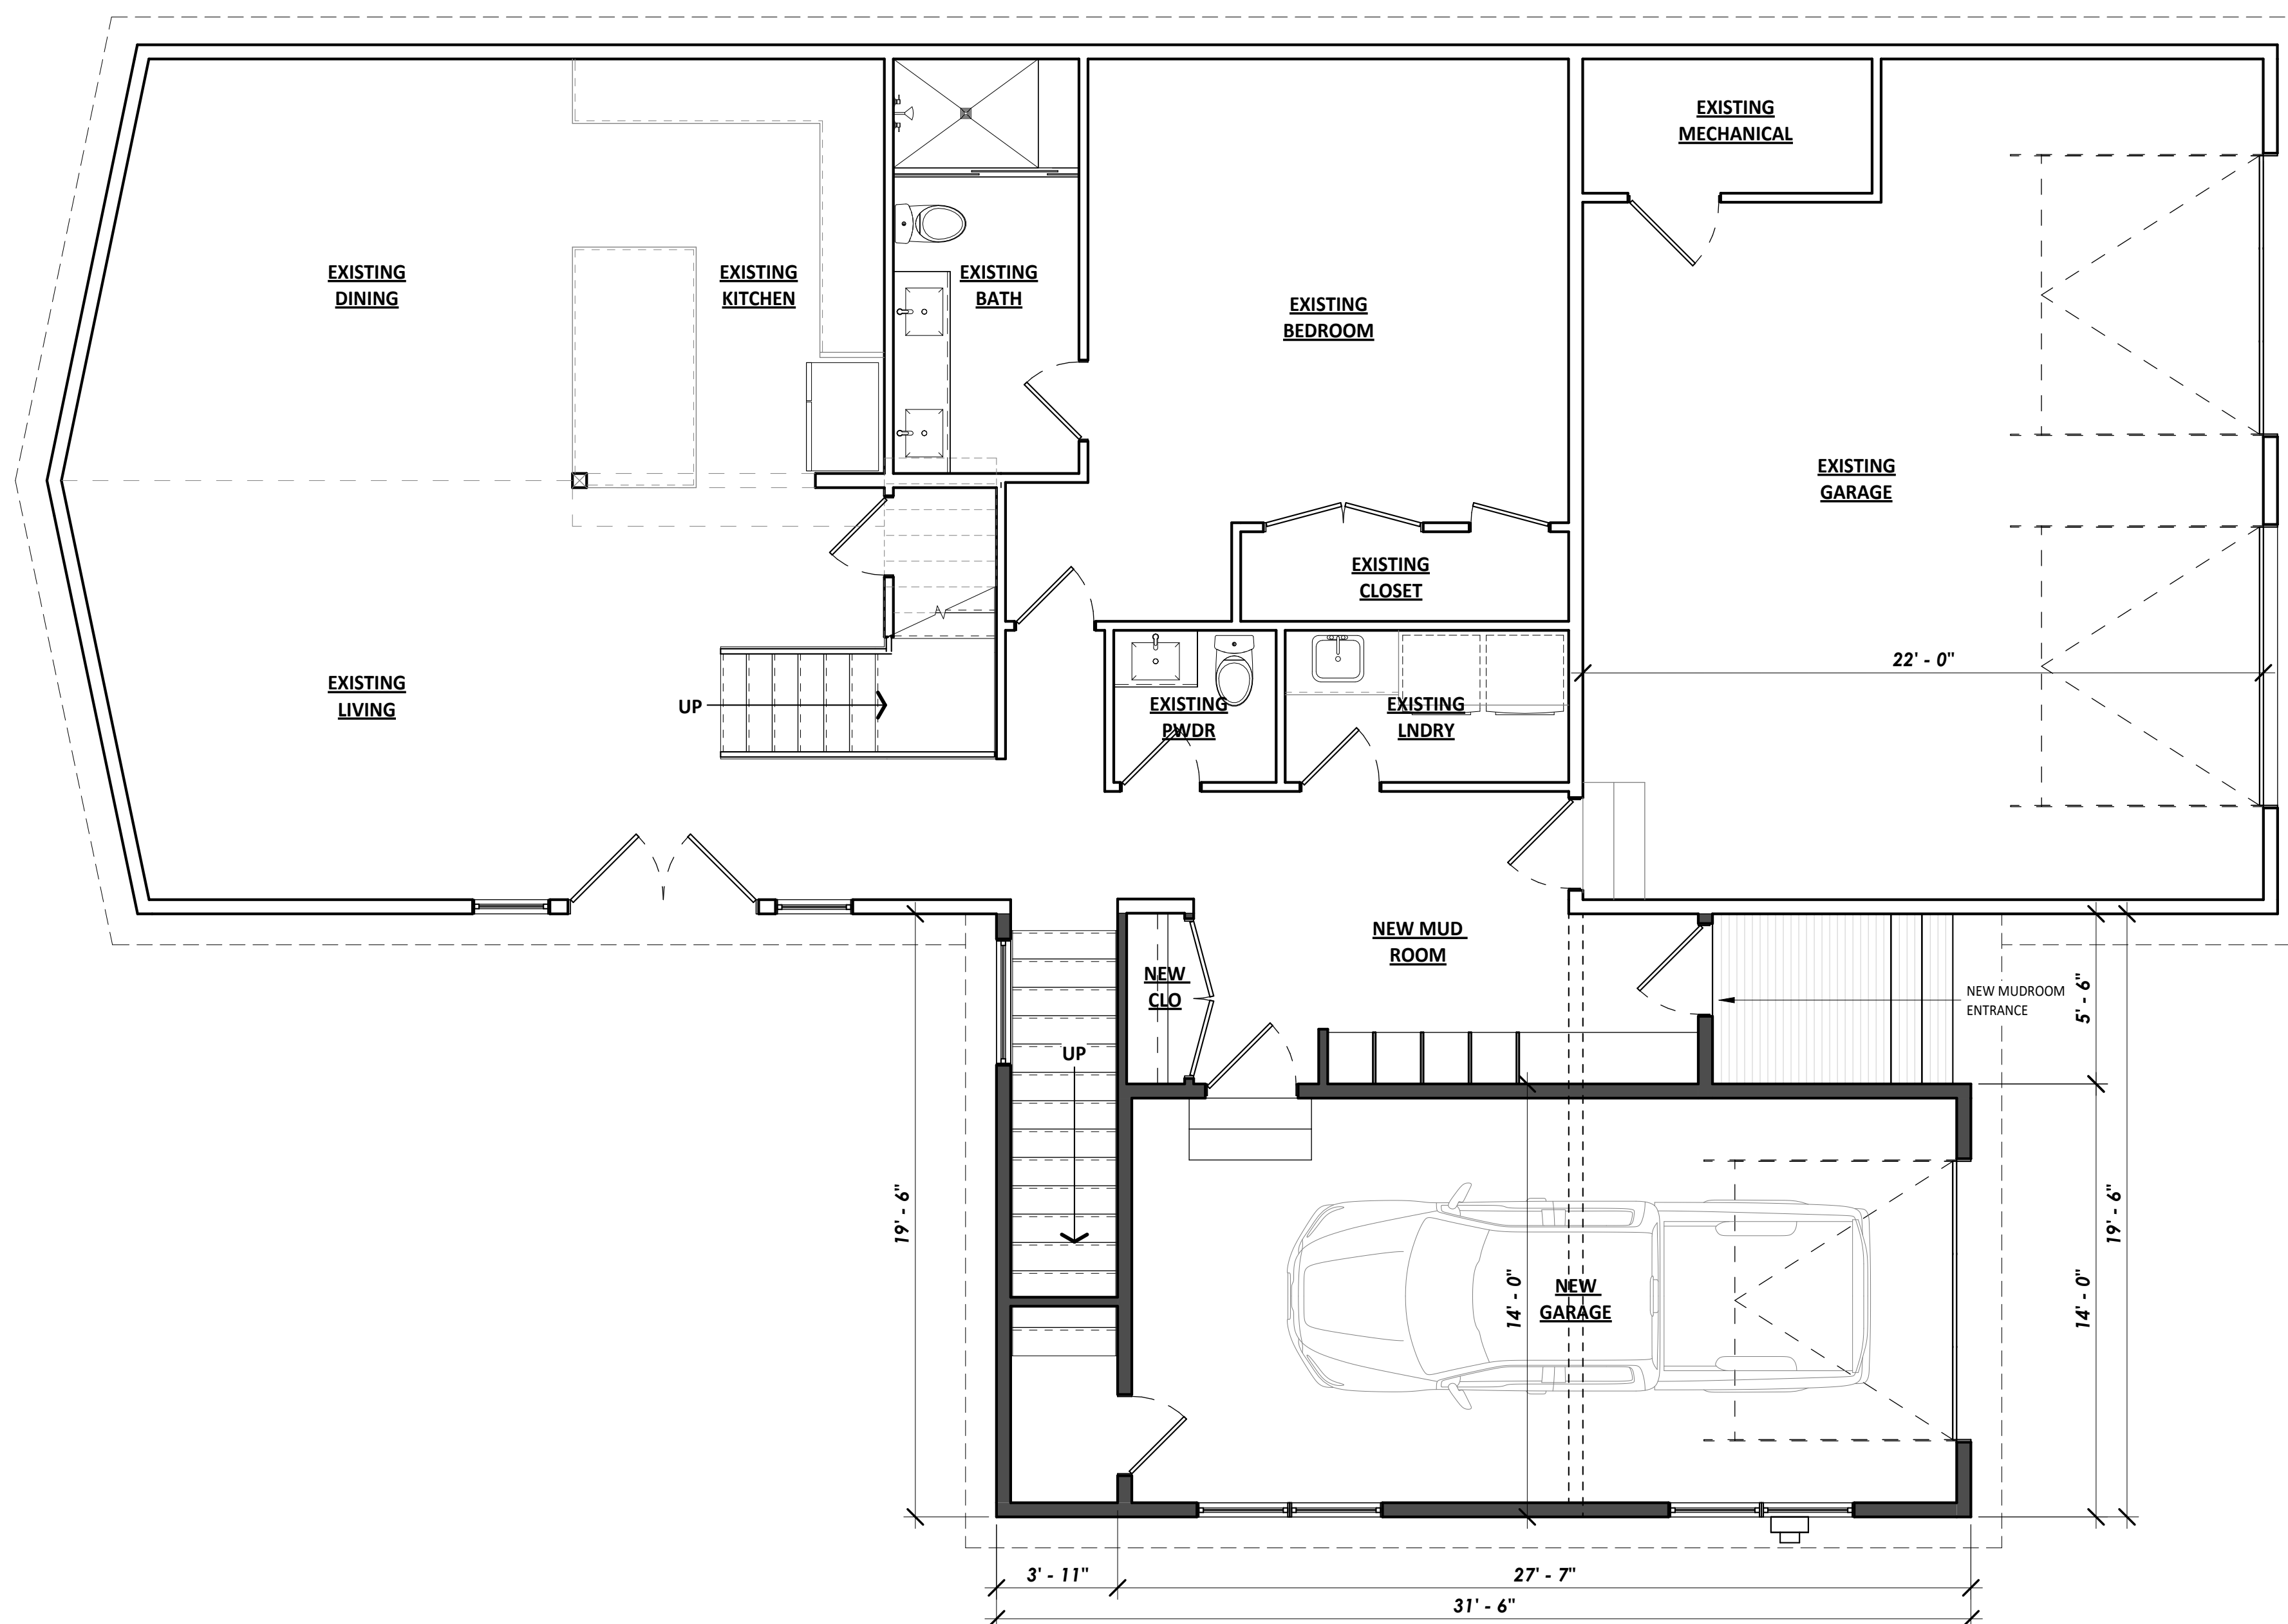 EXISTING
MECHANICAL
EXISTING
DINING
EXISTING
KITCHEN
EXISTING
BATH
EXISTING
BEDROOM
EXISTING
GARAGE
EXISTING
CLOSET
22' - 0"
EXISTING
LIVING
UP
EXISTING
PWDR
EXISTING
LNDRY
NEW MUD
ROOM
NEW
CLO
NEW MUDROOM
ENTRANCE
5' - 6"
UP
19' - 6"
19' - 6"
14' - 0"
NEW
GARAGE
14' - 0"
3' - 11"
27' - 7"
31' - 6"